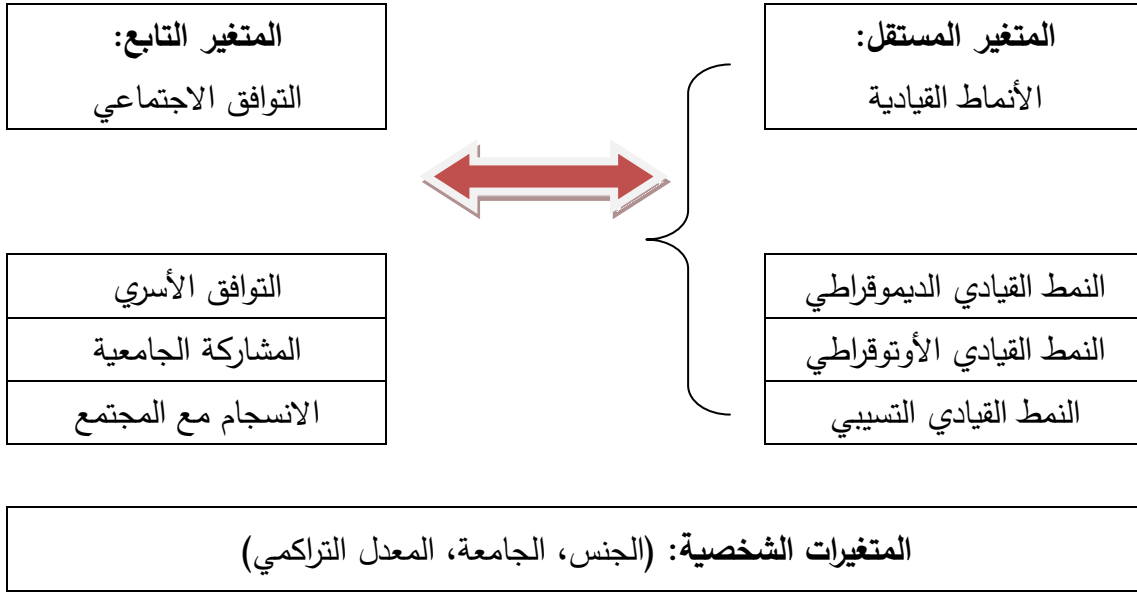 المتغير المستقل:
الأنماط القيادية
المتغير التابع:
التوافق الاجتماعي
النمط القيادي الديموقراطي
النمط القيادي الأوتوقراطي
النمط القيادي التسيبي
التوافق الأسري
المشاركة الجامعية
الانسجام مع المجتمع
المتغيرات الشخصية: (الجنس، الجامعة، المعدل التراكمي)